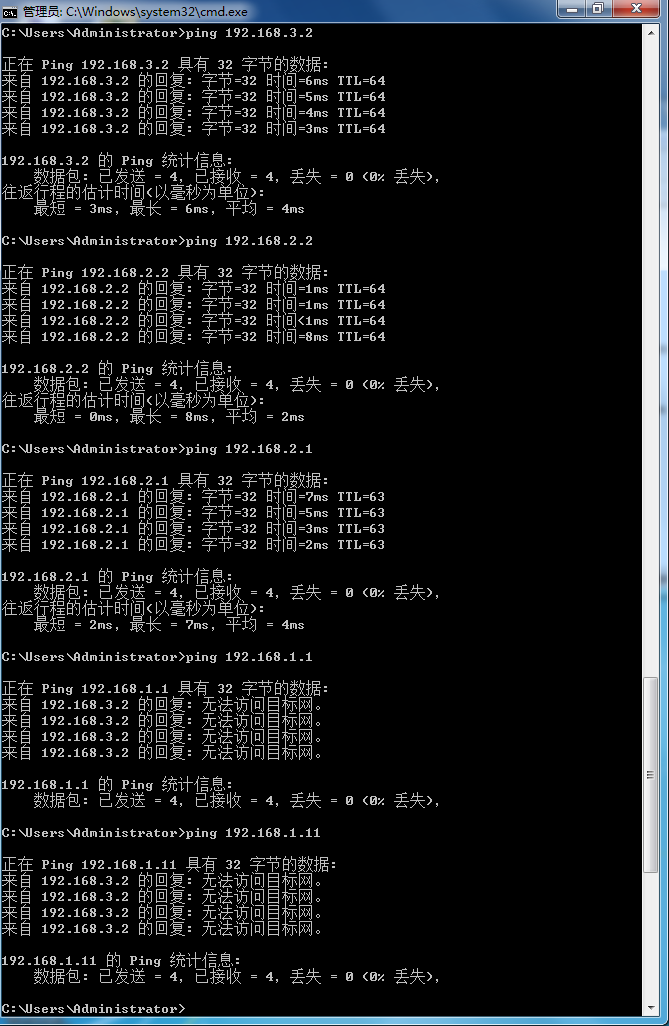 管理员: C:\Windows\system32\cmd.exe
C:\Users\Administrator>ping 192.168.3.2
正在 Ping 192.168.3.2 具有 32 字节的数据:
来自 192.168.3.2 的回复: 字节=32 时间=6ms TTL=64
来自 192.168.3.2 的回复: 字节=32 时间=5ms TTL=64
来自 192.168.3.2 的回复: 字节=32 时间=4ms TTL=64
来自 192.168.3.2 的回复: 字节=32 时间=3ms TTL=64
192.168.3.2 的 Ping 统计信息:
数据包: 已发送 = 4, 已接收 = 4, 丢失 = 0 (0% 丢失),
往返行程的估计时间(以毫秒为单位):
最短 = 3ms, 最长 = 6ms, 平均 = 4ms
C:\Users\Administrator>ping 192.168.2.2
正在 Ping 192.168.2.2 具有 32 字节的数据:
来自 192.168.2.2 的回复: 字节=32 时间=1ms TTL=64
来自 192.168.2.2 的回复: 字节=32 时间=1ms TTL=64
来自 192.168.2.2 的回复: 字节=32 时间<1ms TTL=64
来自 192.168.2.2 的回复: 字节=32 时间=8ms TTL=64
192.168.2.2 的 Ping 统计信息:
数据包: 已发送 = 4, 已接收 = 4, 丢失 = 0 (0% 丢失),
往返行程的估计时间(以毫秒为单位):
最短 = 0ms, 最长 = 8ms, 平均 = 2ms
C:\Users\Administrator>ping 192.168.2.1
正在 Ping 192.168.2.1 具有 32 字节的数据:
来自 192.168.2.1 的回复: 字节=32 时间=7ms TTL=63
来自 192.168.2.1 的回复: 字节=32 时间=5ms TTL=63
来自 192.168.2.1 的回复: 字节=32 时间=3ms TTL=63
来自 192.168.2.1 的回复: 字节=32 时间=2ms TTL=63
192.168.2.1 的 Ping 统计信息:
数据包: 已发送 = 4, 已接收 = 4, 丢失 = 0 (0% 丢失),
往返行程的估计时间(以毫秒为单位):
最短 = 2ms, 最长 = 7ms, 平均 = 4ms
C:\Users\Administrator>ping 192.168.1.1
正在 Ping 192.168.1.1 具有 32 字节的数据:
来自 192.168.3.2 的回复: 无法访问目标网。
来自 192.168.3.2 的回复: 无法访问目标网。
来自 192.168.3.2 的回复: 无法访问目标网。
来自 192.168.3.2 的回复: 无法访问目标网。
192.168.1.1 的 Ping 统计信息:
数据包: 已发送 = 4, 已接收 = 4, 丢失 = 0 (0% 丢失),
C:\Users\Administrator>ping 192.168.1.11
正在 Ping 192.168.1.11 具有 32 字节的数据:
来自 192.168.3.2 的回复: 无法访问目标网。
来自 192.168.3.2 的回复: 无法访问目标网。
来自 192.168.3.2 的回复: 无法访问目标网。
来自 192.168.3.2 的回复: 无法访问目标网。
192.168.1.11 的 Ping 统计信息:
数据包: 已发送 = 4, 已接收 = 4, 丢失 = 0 (0% 丢失),
C:\Users\Administrator>